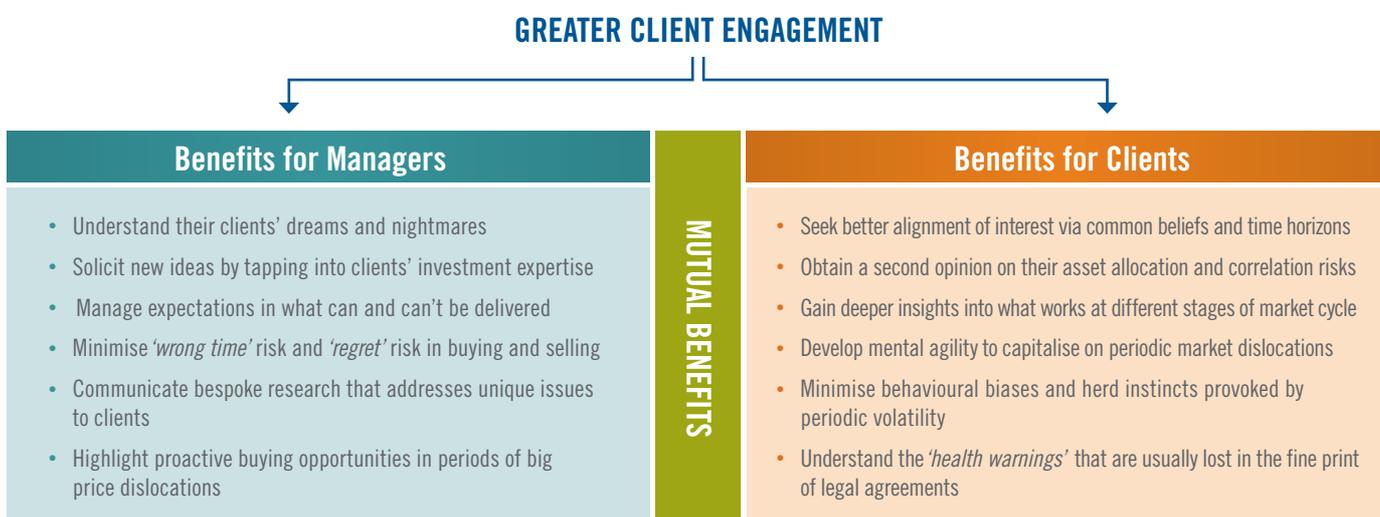 GREATER CLIENT ENGAGEMENT
Benefits for Managers
• Understand their clients’ dreams and nightmares
• Solicit new ideas by tapping into clients’ investment expertise
• Manage expectations in what can and can’t be delivered
• Minimise ‘wrong time’ risk and ‘regret’ risk in buying and selling
• Communicate bespoke research that addresses unique issues
to clients
• Highlight proactive buying opportunities in periods of big
price dislocations
MUTUAL BENEFITS
Benefits for Clients
• Seek better alignment of interest via common beliefs and time horizons
• Obtain a second opinion on their asset allocation and correlation risks
• Gain deeper insights into what works at different stages of market cycle
• Develop mental agility to capitalise on periodic market dislocations
• Minimise behavioural biases and herd instincts provoked by
periodic volatility
• Understand the ‘health warnings’ that are usually lost in the fine print
of legal agreements